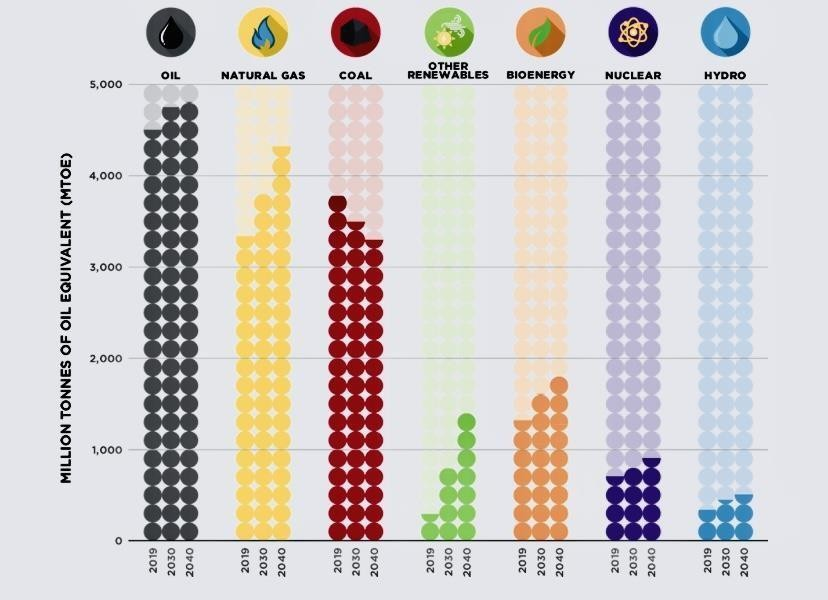 OIL
NATURAL GAS
COAL
OTHER
RENEWABLES
BIOENERGY
NUCLEAR
HYDRO
MILLION TONNES OF OIL EQUIVALENT (MTOE)
5,000
4,000
3,000
2,000
1,000
0
2019 2030 2040 2019 2030 2040 2019 2030 2040 2019 2030 2040 2019 2030 2040 2019 2030 2040 2019 2030 2040